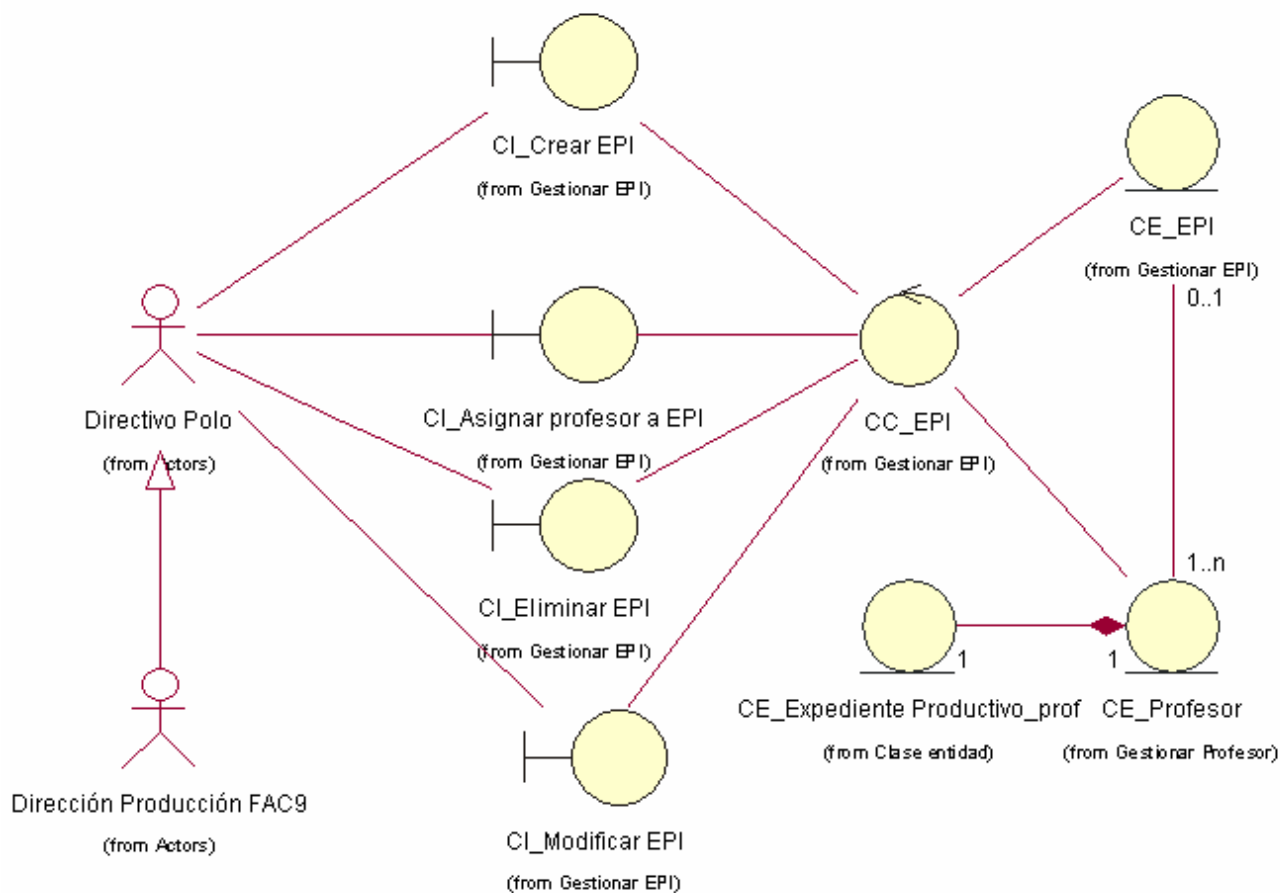 CI_Crear EPI
(from Gestionar EPI)
CE_EPI
(from Gestionar EPI)
0..1
Directivo Polo
(from Actors)
CI_Asignar profesor a EPI
(from Gestionar EPI)
CC_EPI
(from Gestionar EPI)
CI_Eliminar EPI
(from Gestionar EPI)
1..n
1
1
CE_Expediente Productivo_prof
(from Clase entidad)
CE_Profesor
(from Gestionar Profesor)
Dirección Producción FAC9
(from Actors)
CI_Modificar EPI
(from Gestionar EPI)